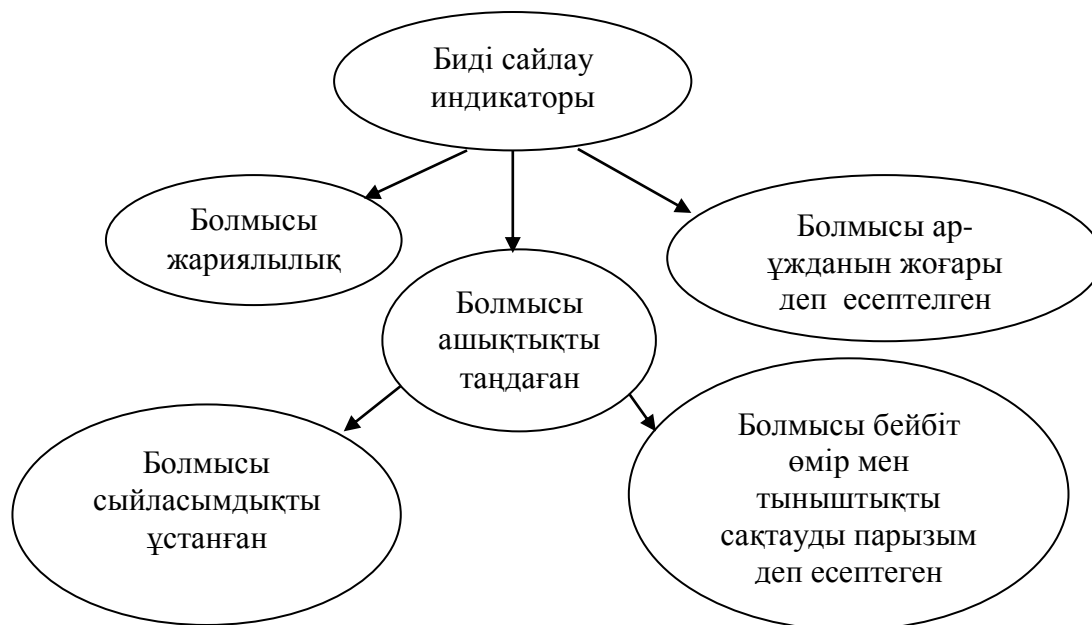 Биді сайлау
индикаторы
Болмысы
жариялылық
Болмысы ар-
ұжданын жоғары
деп есептелген
Болмысы
ашықтықты
таңдаған
Болмысы
сыйласымдықты
ұстанған
Болмысы бейбіт
өмір мен
тыныштықты
сақтауды парызым
деп есептеген